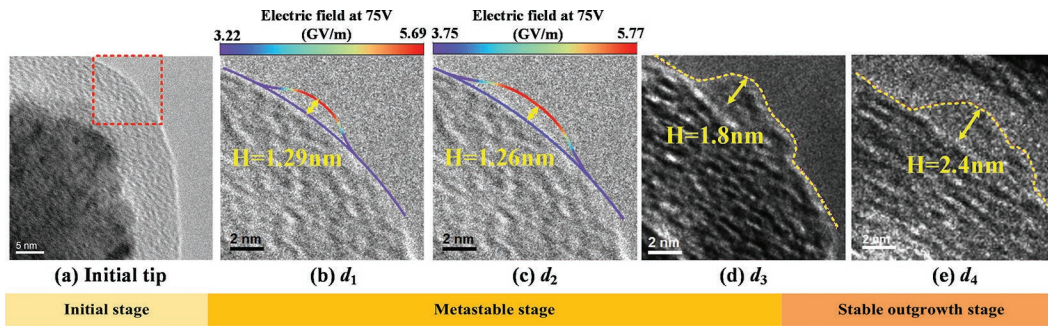 Electric field at 75V
(GV/m)
3.22
5.69
Electric field at 75V
(GV/m)
3.75
5.77
5 nm
H=1.29nm
2 nm
H=1.26nm
2 nm
H=1.8nm
2 nm
H=2.4nm
2 nm
(a) Initial tip
(b) d1
(c) d2
(d) d3
(e) d4
Initial stage
Metastable stage
Stable outgrowth stage